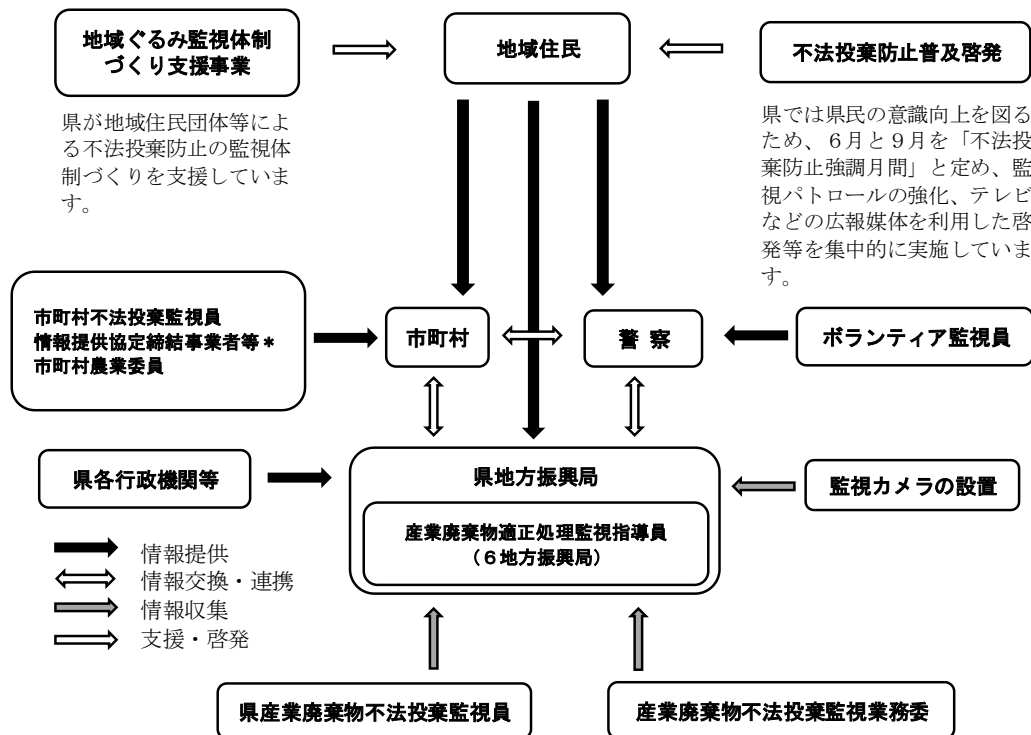 地域ぐるみ監視体制
づくり支援事業
地域住民
不法投棄防止普及啓発
県が地域住民団体等によ
る不法投棄防止の監視体
制づくりを支援していま
す。
県では県民の意識向上を図る
ため、６月と９月を「不法投
棄防止強調月間」と定め、監
視パトロールの強化、テレビ
などの広報媒体を利用した啓
発等を集中的に実施していま
す。
市町村不法投棄監視員
情報提供協定締結事業者等＊
市町村農業委員
市町村
警 察
ボランティア監視員
県各行政機関等
県地方振興局
監視カメラの設置
産業廃棄物適正処理監視指導員
（６地方振興局）
情報提供
情報交換・連携
情報収集
支援・啓発
県産業廃棄物不法投棄監視員
産業廃棄物不法投棄監視業務委